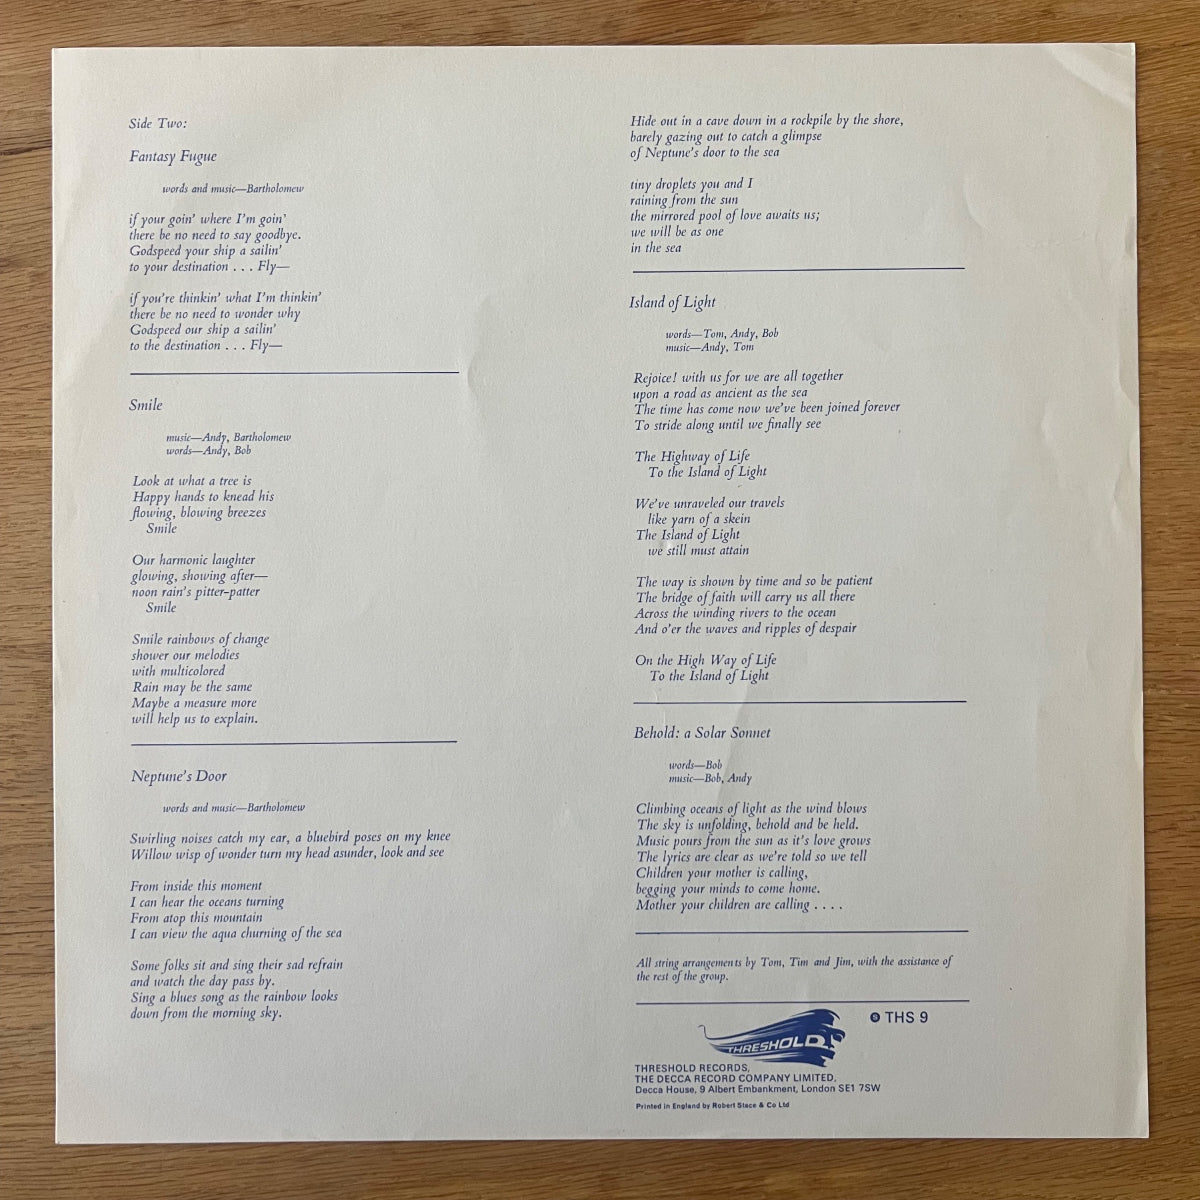 Side Two:
Fantasy Fugue
words and music—Bartholomew
if your goin' where I'm goin'
there be no need to say goodbye.
Godspeed your ship a sailin'
to your destination . . . Fly—
if you're thinkin' what I'm thinkin'
there be no need to wonder why
Godspeed our ship a sailin'
to the destination . . . Fly—
Smile
music—Andy, Bartholomew
words—Andy, Bob
Look at what a tree is
Happy hands to knead his
flowing, blowing breezes
Smile
Our harmonic laughter
glowing, showing after—
noon rain's pitter-patter
Smile
Smile rainbows of change
shower our melodies
with multicolored
Rain may be the same
Maybe a measure more
will help us to explain.
Neptune's Door
words and music—Bartholomew
Swirling noises catch my ear, a bluebird poses on my knee
Willow wisp of wonder turn my head asunder, look and see
From inside this moment
I can hear the oceans turning
From atop this mountain
I can view the aqua churning of the sea
Some folks sit and sing their sad refrain
and watch the day pass by.
Sing a blues song as the rainbow looks
down from the morning sky.
Hide out in a cave down in a rockpile by the shore,
barely gazing out to catch a glimpse
of Neptune's door to the sea
tiny droplets you and I
raining from the sun
the mirrored pool of love awaits us;
we will be as one
in the sea
Island of Light
words—Tom, Andy, Bob
music—Andy, Tom
Rejoice! with us for we are all together
upon a road as ancient as the sea
The time has come now we've been joined forever
To stride along until we finally see
The Highway of Life
To the Island of Light
We've unraveled our travels
like yarn of a skein
The Island of Light
we still must attain
The way is shown by time and so be patient
The bridge of faith will carry us all there
Across the winding rivers to the ocean
And o'er the waves and ripples of despair
On the High Way of Life
To the Island of Light
Behold: a Solar Sonnet
words—Bob
music—Bob, Andy
Climbing oceans of light as the wind blows
The sky is unfolding, behold and be held.
Music pours from the sun as it's love grows
The lyrics are clear as we're told so we tell
Children your mother is calling,
begging your minds to come home.
Mother your children are calling . . . .
All string arrangements by Tom, Tim and Jim, with the assistance of
the rest of the group.
THRESHOLD
Ⓢ THS 9
THRESHOLD RECORDS,
THE DECCA RECORD COMPANY LIMITED,
Decca House, 9 Albert Embankment, London SE1 7SW
Printed in England by Robert Stace & Co Ltd